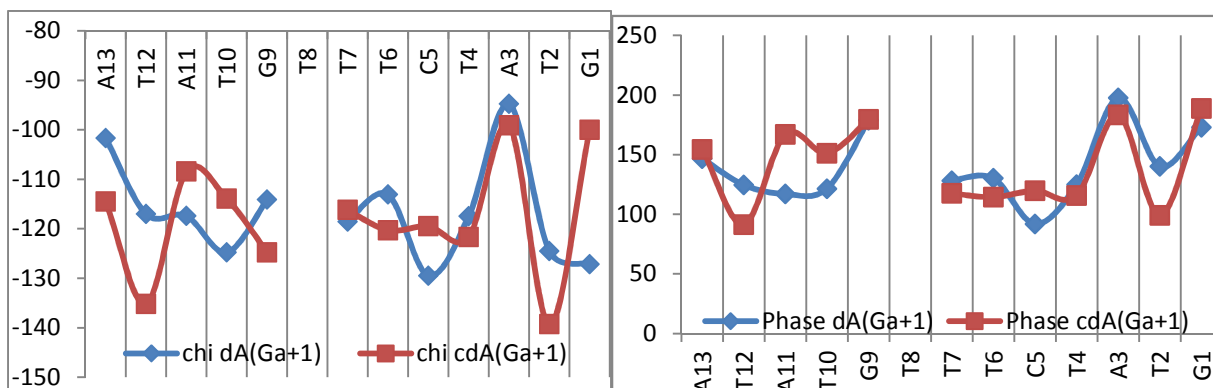 -80
-90
-100
-110
-120
-130
-140
-150
A13
T12
A11
T10
G9
T8
T7
T6
C5
T4
A3
T2
G1
chi dA(Ga+1)
chi cdA(Ga+1)
250
200
150
100
50
0
Phase dA(Ga+1)
Phase cdA(Ga+1)
A13
T12
A11
T10
G9
T8
T7
T6
C5
T4
A3
T2
G1